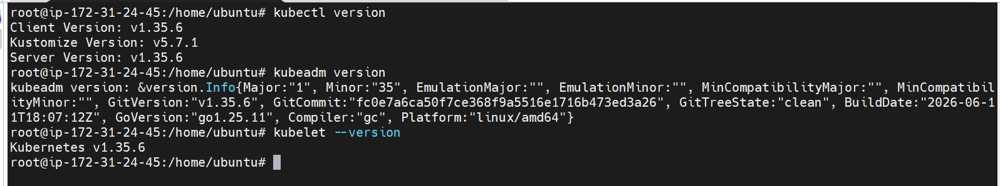 root@ip-172-31-24-45:/home/ubuntu# kubectl version
Client Version: v1.35.6
Kustomize Version: v5.7.1
Server Version: v1.35.6
root@ip-172-31-24-45:/home/ubuntu# kubeadm version
kubeadm version: &version.Info{Major:"1", Minor:"35", EmulationMajor:"", EmulationMinor:"", MinCompatibilityMajor:"", MinCompatibil
ityMinor:"", GitVersion:"v1.35.6", GitCommit:"fc0e7a6ca50f7ce368f9a5516e1716b473ed3a26", GitTreeState:"clean", BuildDate:"2026-06-1
1T18:07:12Z", GoVersion:"go1.25.11", Compiler:"gc", Platform:"linux/amd64"}
root@ip-172-31-24-45:/home/ubuntu# kubelet --version
Kubernetes v1.35.6
root@ip-172-31-24-45:/home/ubuntu#